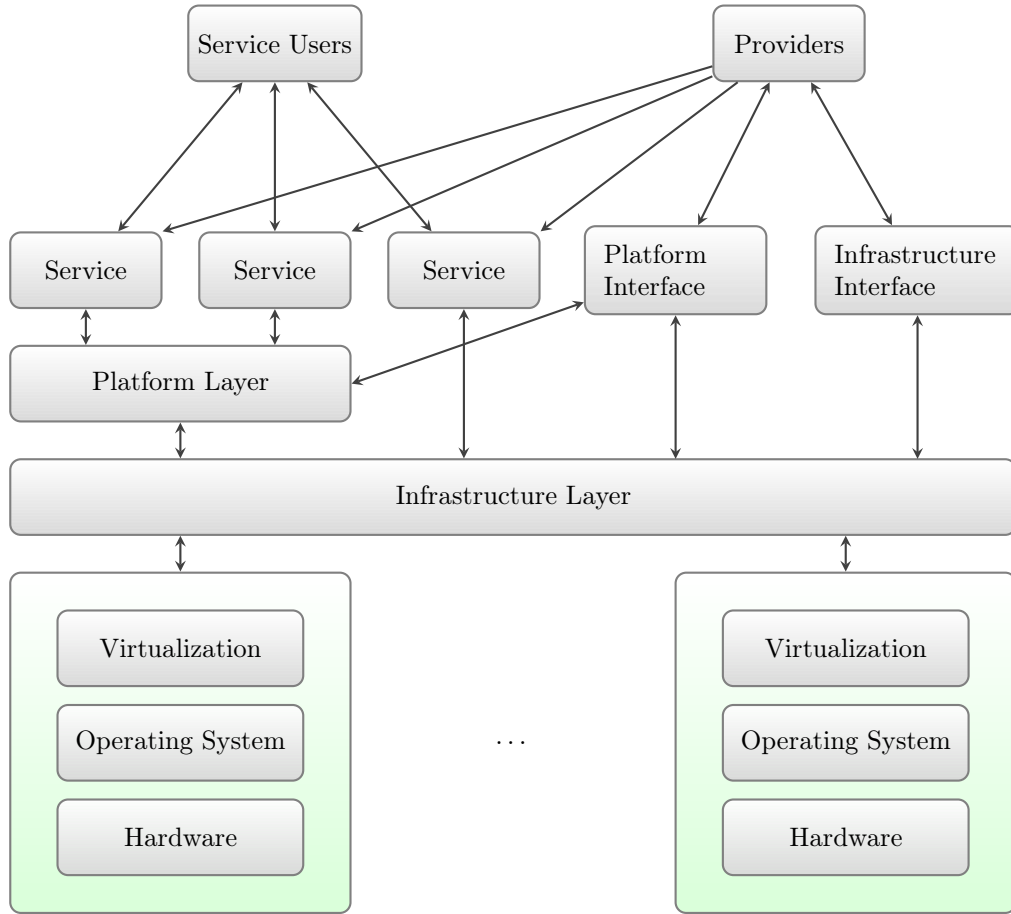 Service Users
Providers
Service
Service
Service
Platform
Interface
Infrastructure
Interface
Platform Layer
Infrastructure Layer
Virtualization
Operating System
Hardware
...
Virtualization
Operating System
Hardware